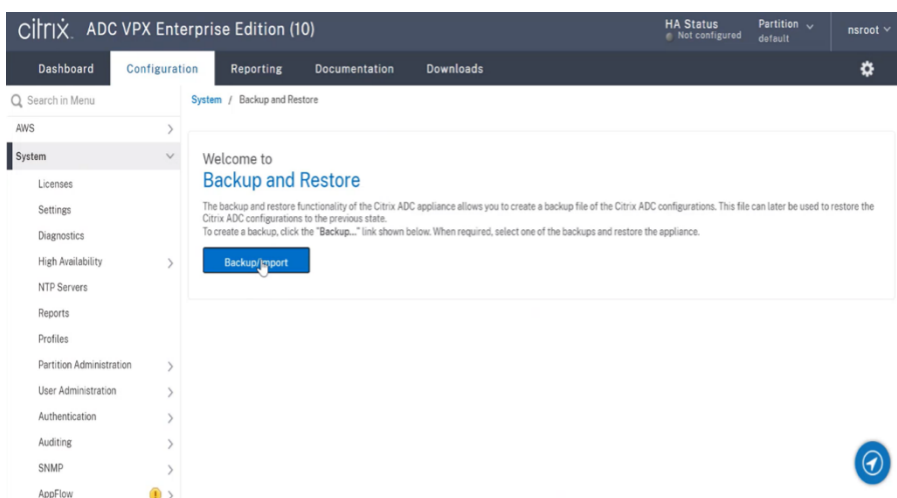 citrix. ADC VPX Enterprise Edition (10)
HA Status
Not configured
Partition
default
nsroot
Dashboard
Configuration
Reporting
Documentation
Downloads
Search in Menu
System / Backup and Restore
AWS
System
Licenses
Settings
Diagnostics
High Availability
NTP Servers
Reports
Profiles
Partition Administration
User Administration
Authentication
Auditing
SNMP
AppFlow
Welcome to
Backup and Restore
The backup and restore functionality of the Citrix ADC appliance allows you to create a backup file of the Citrix ADC configurations. This file can later be used to restore the
Citrix ADC configurations to the previous state.
To create a backup, click the "Backup..." link shown below. When required, select one of the backups and restore the appliance.
Backup/Import